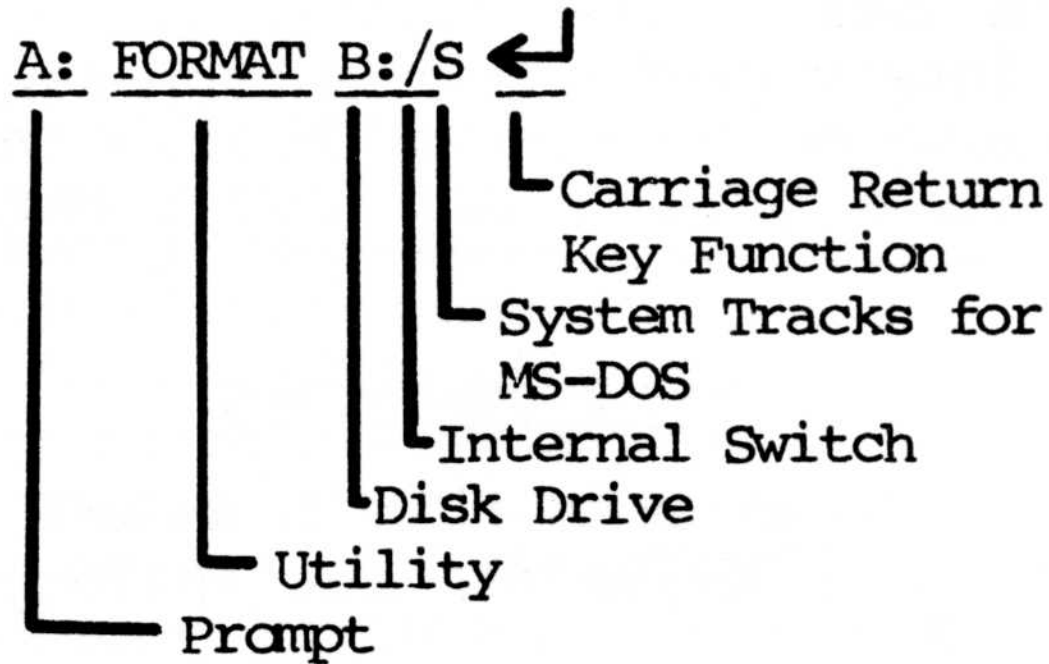 A: FORMAT B:/S
Carriage Return
Key Function
System Tracks for
MS-DOS
Internal Switch
Disk Drive
Utility
Prompt